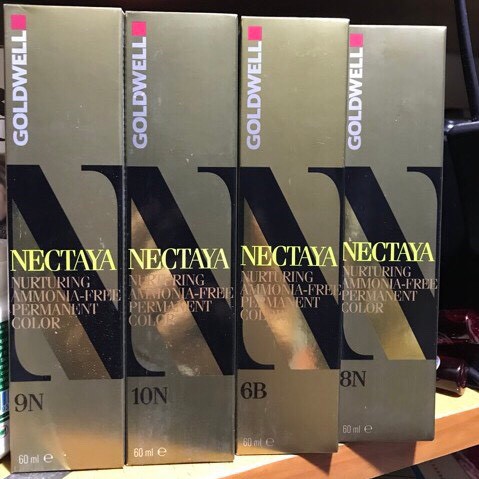 GOLDWELL
NECTAYA
NURTURING
AMMONIA-FREE
PERMANENT
COLOR
9N
60 ml e
GOLDWELL
NECTAYA
NURTURING
AMMONIA-FREE
PERMANENT
COLOR
10N
60 ml e
GOLDWELL
NECTAYA
NURTURING
AMMONIA-FREE
PERMANENT
COLOR
6B
60 ml e
GOLDWELL
NECTAYA
NURTURING
AMMONIA-FREE
PERMANENT
COLOR
8N
60 ml e